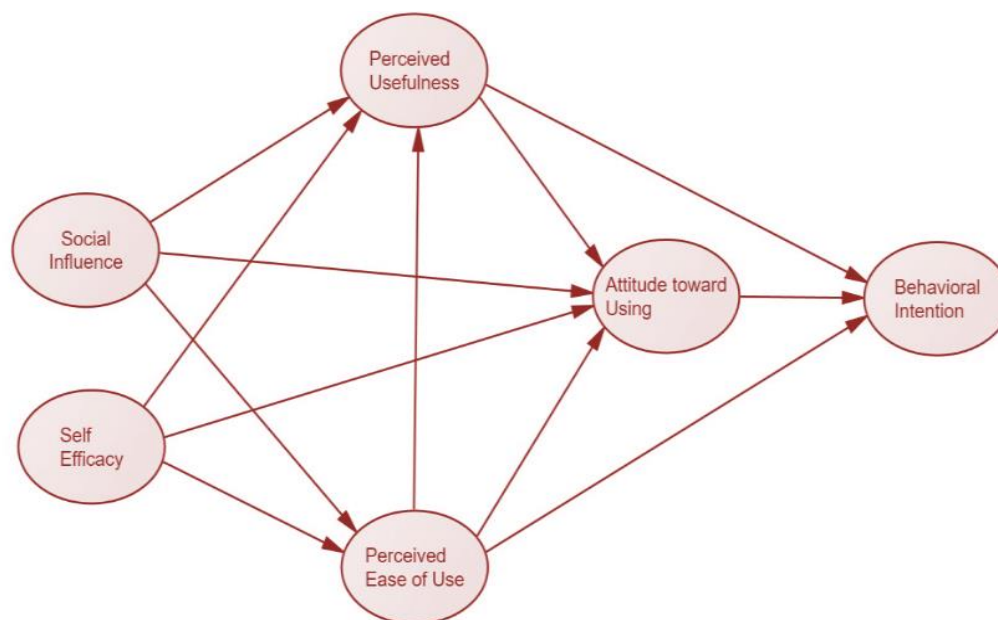 Perceived
Usefulness
Social
Influence
Attitude toward
Using
Behavioral
Intention
Self
Efficacy
Perceived
Ease of Use